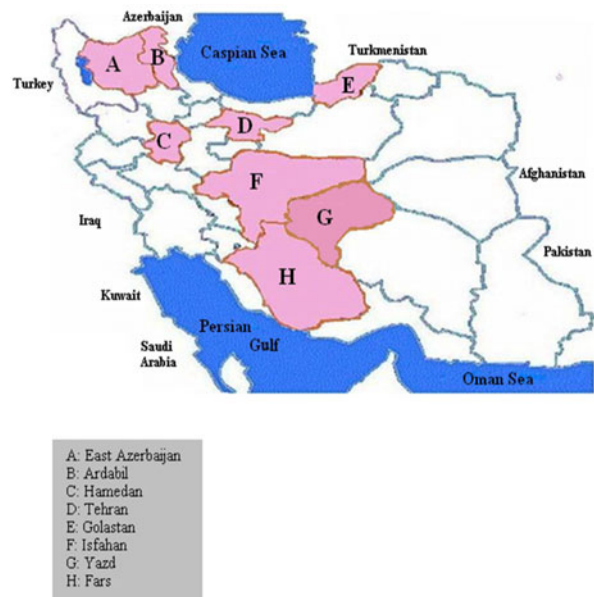 Azerbaijan
Caspian Sea
Turkmenistan
Turkey
A
B
E
D
C
F
Afghanistan
G
Iraq
Pakistan
H
Kuwait
Persian
Gulf
Saudi
Arabia
Oman Sea
A: East Azerbaijan
B: Ardabil
C: Hamedan
D: Tehran
E: Golastan
F: Isfahan
G: Yazd
H: Fars